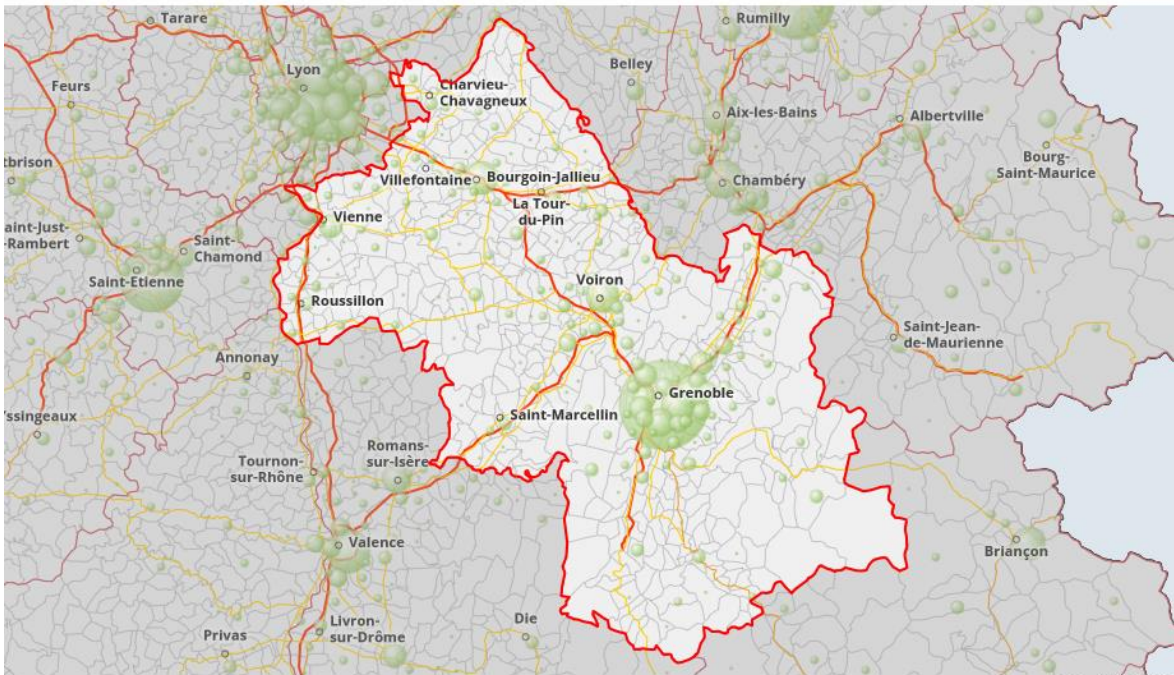 Tarare
Rumilly
Lyon
Belley
Feurs
Charvieu-
Chavagneux
Aix-les-Bains
Albertville
tbrison
Bourg-
Saint-Maurice
Villefontaine
Bourgoin-Jallieu
Chambéry
La Tour-
du-Pin
Vienne
aint-Just-
-Rambert
Saint-
Chamond
Saint-Etienne
Voiron
Roussillon
Saint-Jean-
de-Maurienne
Annonay
Grenoble
Yssingeaux
Saint-Marcellin
Romans-
sur-Isère
Tournon-
sur-Rhône
Valence
Briançon
Livron-
sur-Drôme
Die
Privas